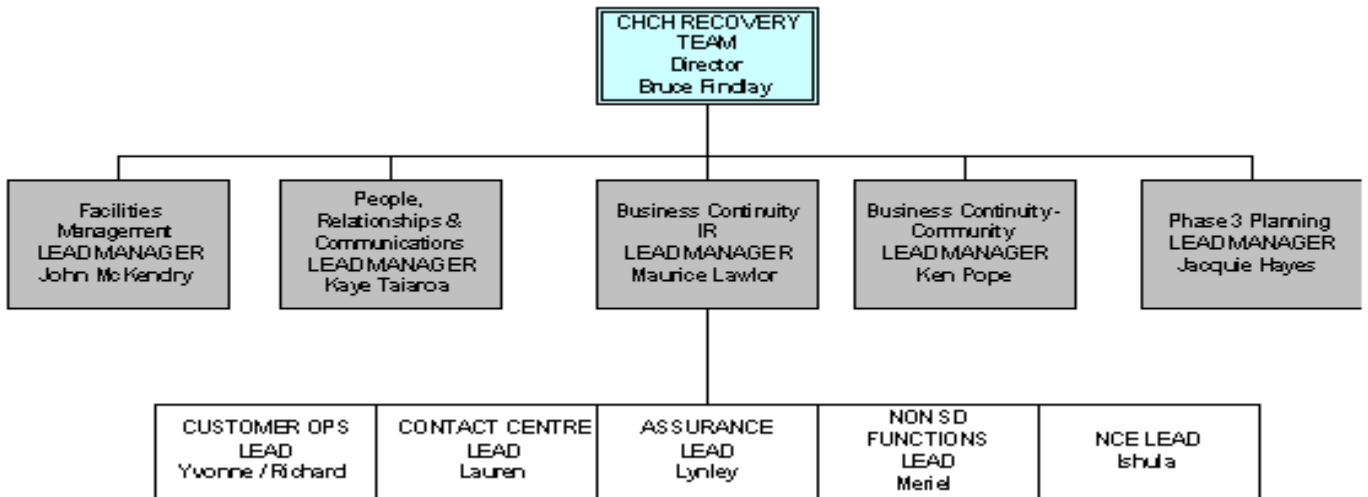 CHCH RECOVERY
TEAM
Director
Bruce Findlay
Facilities
Management
LEAD MANAGER
John McKendry
People,
Relationships &
Communications
LEAD MANAGER
Kaye Taiaroa
Business Continuity
IR
LEAD MANAGER
Maurice Lawlor
Business Continuity-
Community
LEAD MANAGER
Ken Pope
Phase 3 Planning
LEAD MANAGER
Jacquie Hayes
CUSTOMER OPS
LEAD
Yvonne / Richard
CONTACT CENTRE
LEAD
Lauren
ASSURANCE
LEAD
Lynley
NON SD
FUNCTIONS
LEAD
Meriel
NCE LEAD
Ishula